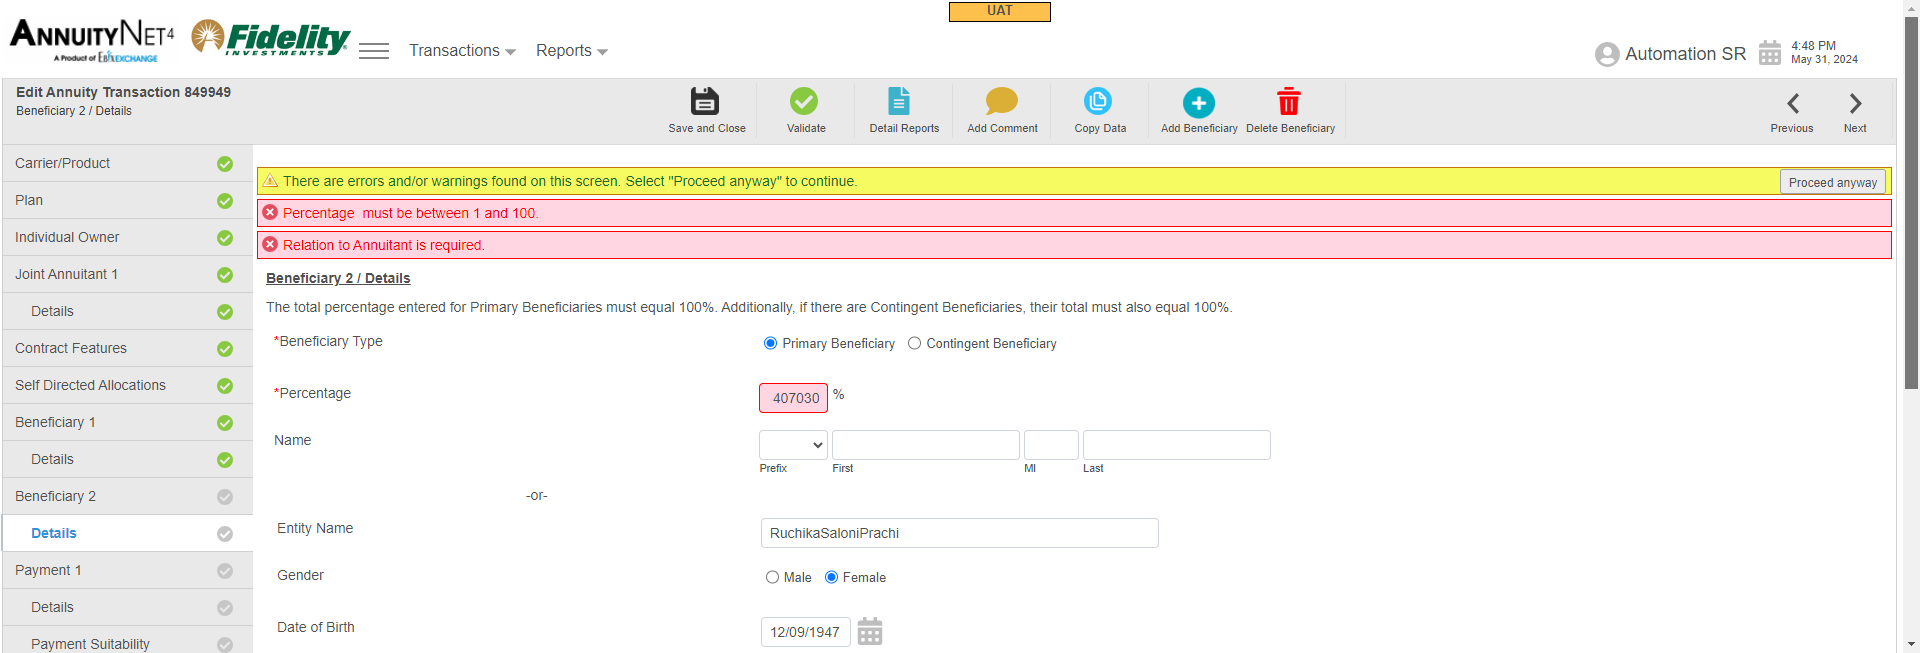 UAT
ANNUITYNET4
A Product of EbixEXCHANGE
Fidelity
INVESTMENTS
Transactions
Reports
Automation SR
4:48 PM
May 31, 2024
Edit Annuity Transaction 849949
Beneficiary 2 / Details
Save and Close
Validate
Detail Reports
Add Comment
Copy Data
Add Beneficiary
Delete Beneficiary
Previous
Next
Carrier/Product
Plan
Individual Owner
Joint Annuitant 1
Details
Contract Features
Self Directed Allocations
Beneficiary 1
Details
Beneficiary 2
Details
Payment 1
Details
Payment Suitability
There are errors and/or warnings found on this screen. Select "Proceed anyway" to continue.
Proceed anyway
Percentage  must be between 1 and 100.
Relation to Annuitant is required.
Beneficiary 2 / Details
The total percentage entered for Primary Beneficiaries must equal 100%. Additionally, if there are Contingent Beneficiaries, their total must also equal 100%.
*Beneficiary Type
Primary Beneficiary
Contingent Beneficiary
*Percentage
407030 %
Name
Prefix
First
MI
Last
-or-
Entity Name
RuchikaSaloniPrachi
Gender
Male
Female
Date of Birth
12/09/1947